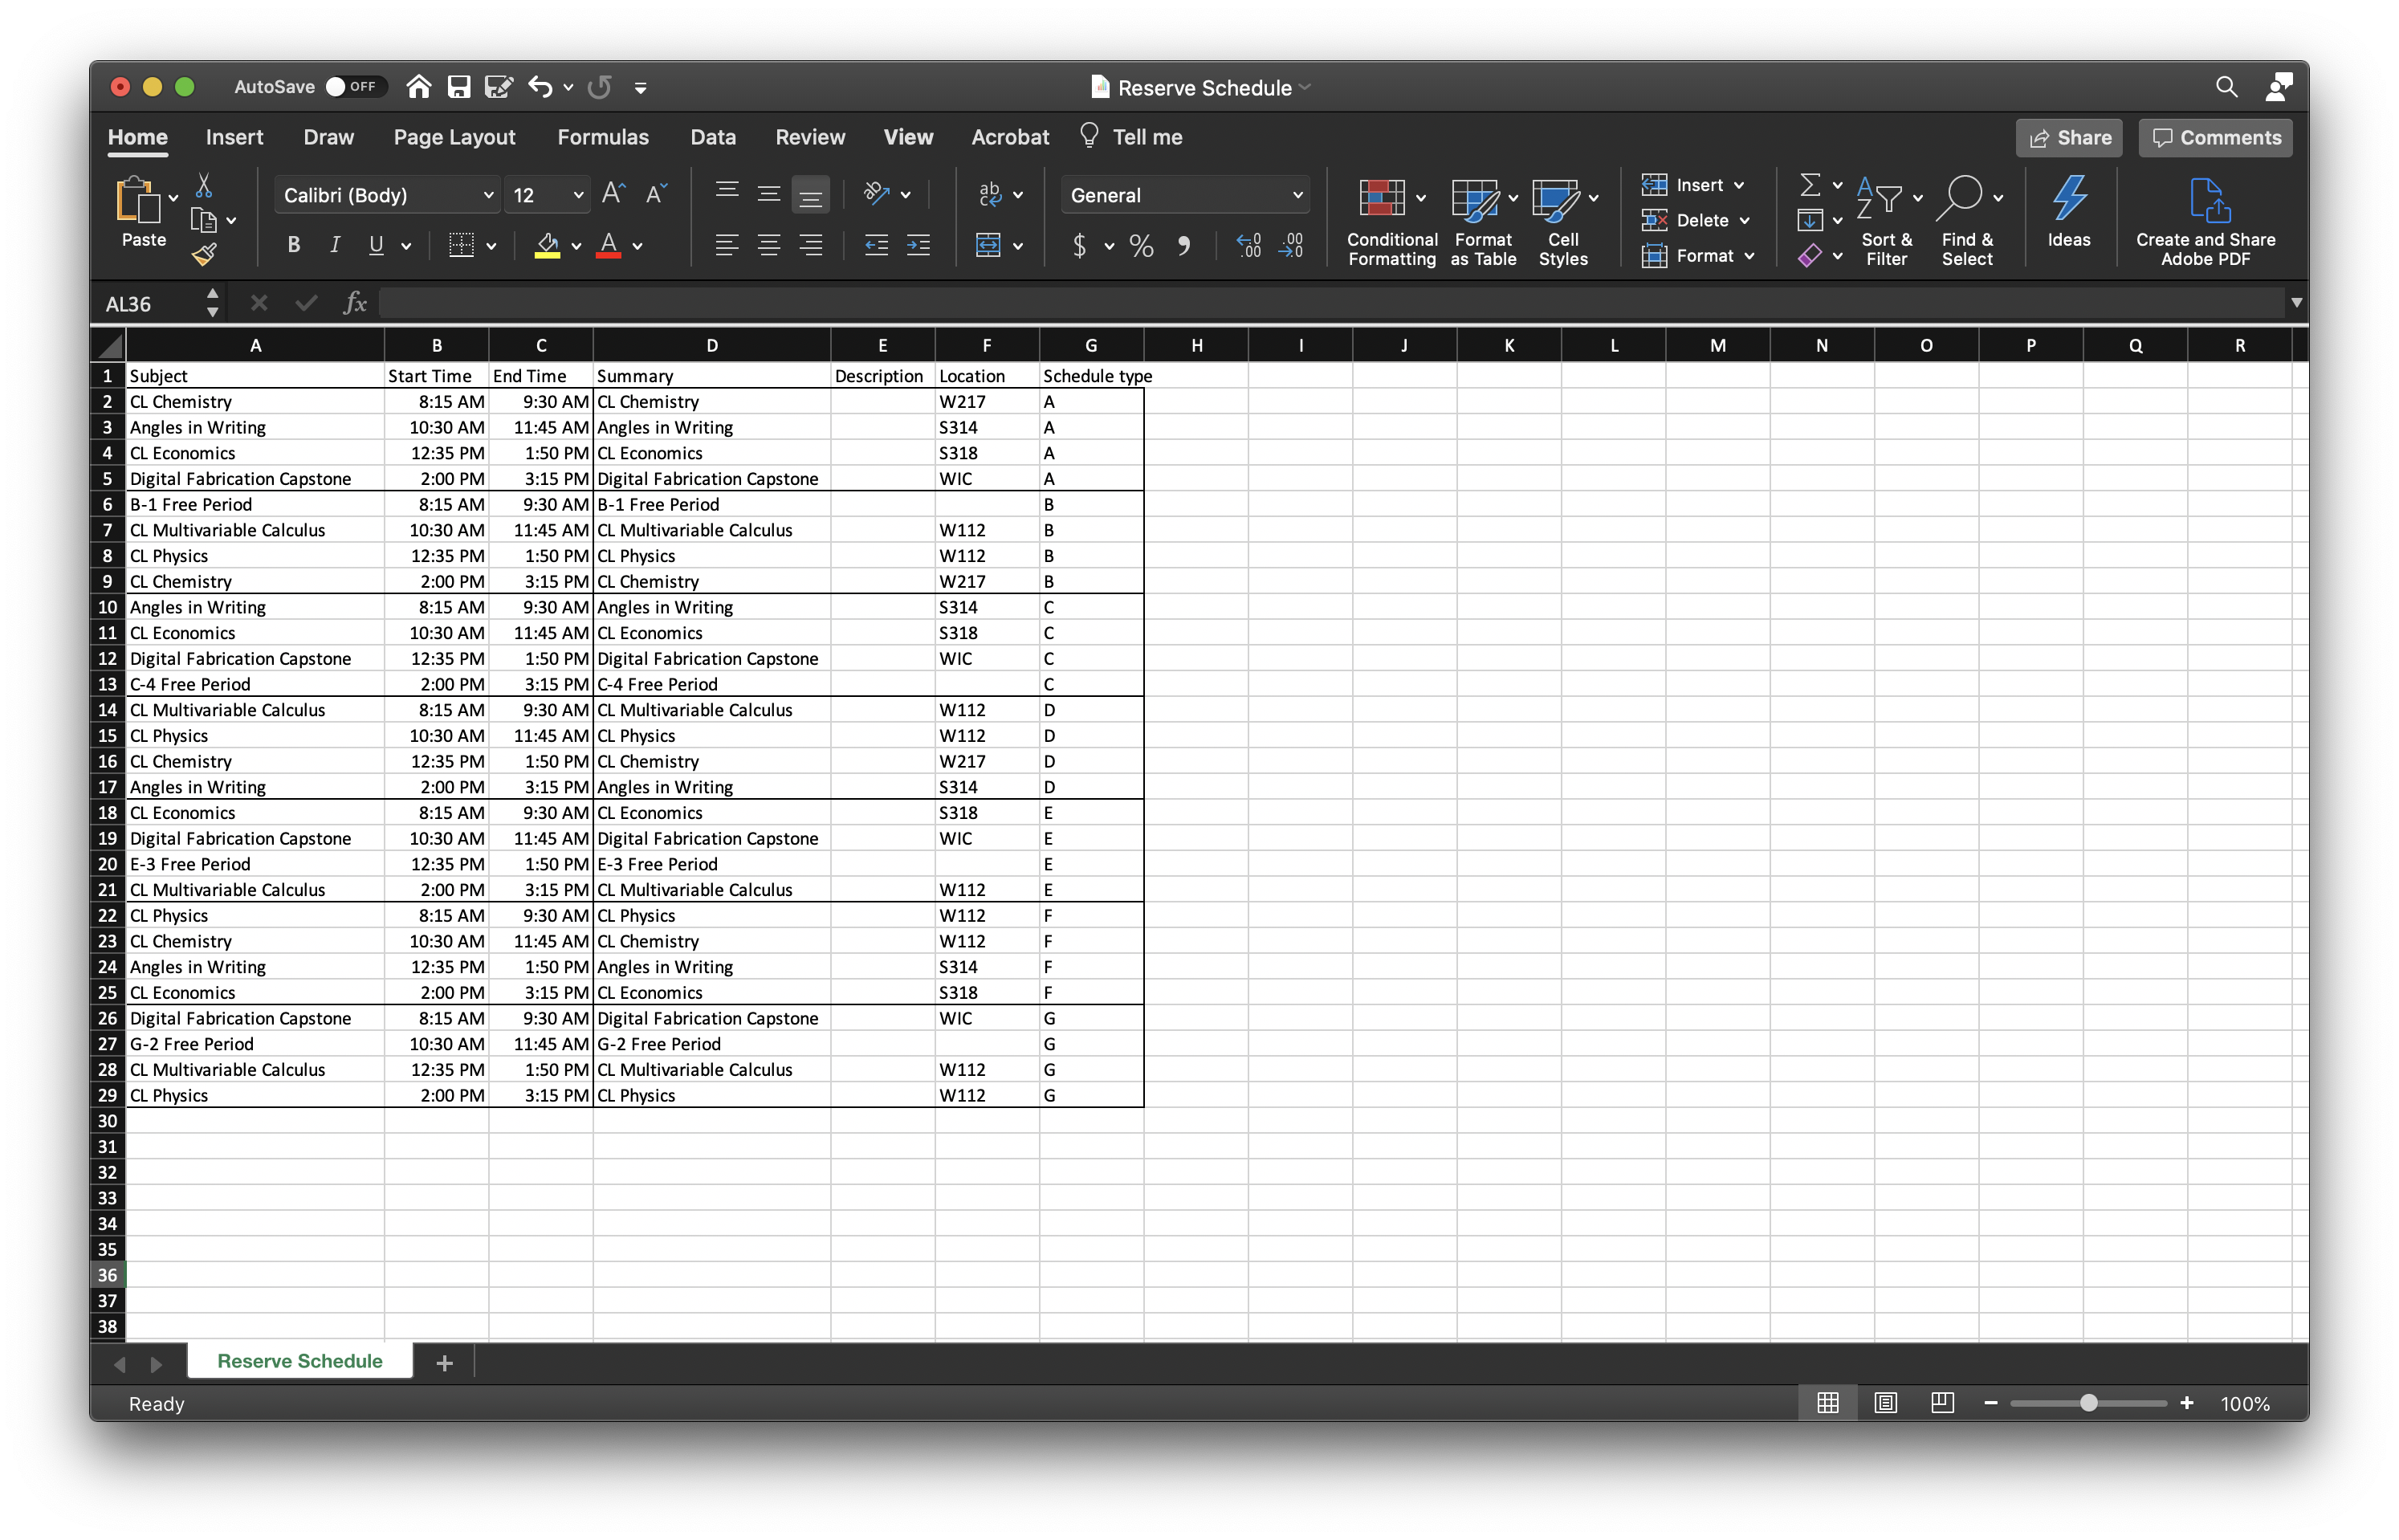 AutoSave OFF Reserve Schedule
Home Insert Draw Page Layout Formulas Data Review View Acrobat Tell me Share Comments
Paste Calibri (Body) 12 General Conditional Formatting Format as Table Cell Styles Insert Delete Format Sort & Filter Find & Select Ideas Create and Share Adobe PDF
AL36 fx
A B C D E F G H I J K L M N O P Q R
1 Subject Start Time End Time Summary Description Location Schedule type
2 CL Chemistry 8:15 AM 9:30 AM CL Chemistry W217 A
3 Angles in Writing 10:30 AM 11:45 AM Angles in Writing S314 A
4 CL Economics 12:35 PM 1:50 PM CL Economics S318 A
5 Digital Fabrication Capstone 2:00 PM 3:15 PM Digital Fabrication Capstone WIC A
6 B-1 Free Period 8:15 AM 9:30 AM B-1 Free Period B
7 CL Multivariable Calculus 10:30 AM 11:45 AM CL Multivariable Calculus W112 B
8 CL Physics 12:35 PM 1:50 PM CL Physics W112 B
9 CL Chemistry 2:00 PM 3:15 PM CL Chemistry W217 B
10 Angles in Writing 8:15 AM 9:30 AM Angles in Writing S314 C
11 CL Economics 10:30 AM 11:45 AM CL Economics S318 C
12 Digital Fabrication Capstone 12:35 PM 1:50 PM Digital Fabrication Capstone WIC C
13 C-4 Free Period 2:00 PM 3:15 PM C-4 Free Period C
14 CL Multivariable Calculus 8:15 AM 9:30 AM CL Multivariable Calculus W112 D
15 CL Physics 10:30 AM 11:45 AM CL Physics W112 D
16 CL Chemistry 12:35 PM 1:50 PM CL Chemistry W217 D
17 Angles in Writing 2:00 PM 3:15 PM Angles in Writing S314 D
18 CL Economics 8:15 AM 9:30 AM CL Economics S318 E
19 Digital Fabrication Capstone 10:30 AM 11:45 AM Digital Fabrication Capstone WIC E
20 E-3 Free Period 12:35 PM 1:50 PM E-3 Free Period E
21 CL Multivariable Calculus 2:00 PM 3:15 PM CL Multivariable Calculus W112 E
22 CL Physics 8:15 AM 9:30 AM CL Physics W112 F
23 CL Chemistry 10:30 AM 11:45 AM CL Chemistry W112 F
24 Angles in Writing 12:35 PM 1:50 PM Angles in Writing S314 F
25 CL Economics 2:00 PM 3:15 PM CL Economics S318 F
26 Digital Fabrication Capstone 8:15 AM 9:30 AM Digital Fabrication Capstone WIC G
27 G-2 Free Period 10:30 AM 11:45 AM G-2 Free Period G
28 CL Multivariable Calculus 12:35 PM 1:50 PM CL Multivariable Calculus W112 G
29 CL Physics 2:00 PM 3:15 PM CL Physics W112 G
30
31
32
33
34
35
36
37
38
Reserve Schedule +
Ready 100%